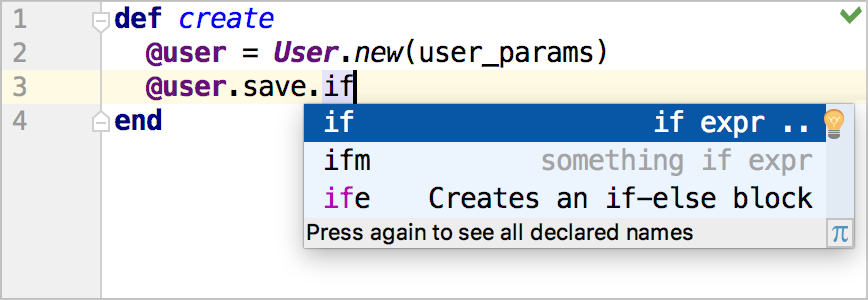 1 def create
2 @user = User.new(user_params)
3 @user.save.if
4 end
if if expr ..
ifm something if expr
ife Creates an if-else block
Press again to see all declared names π